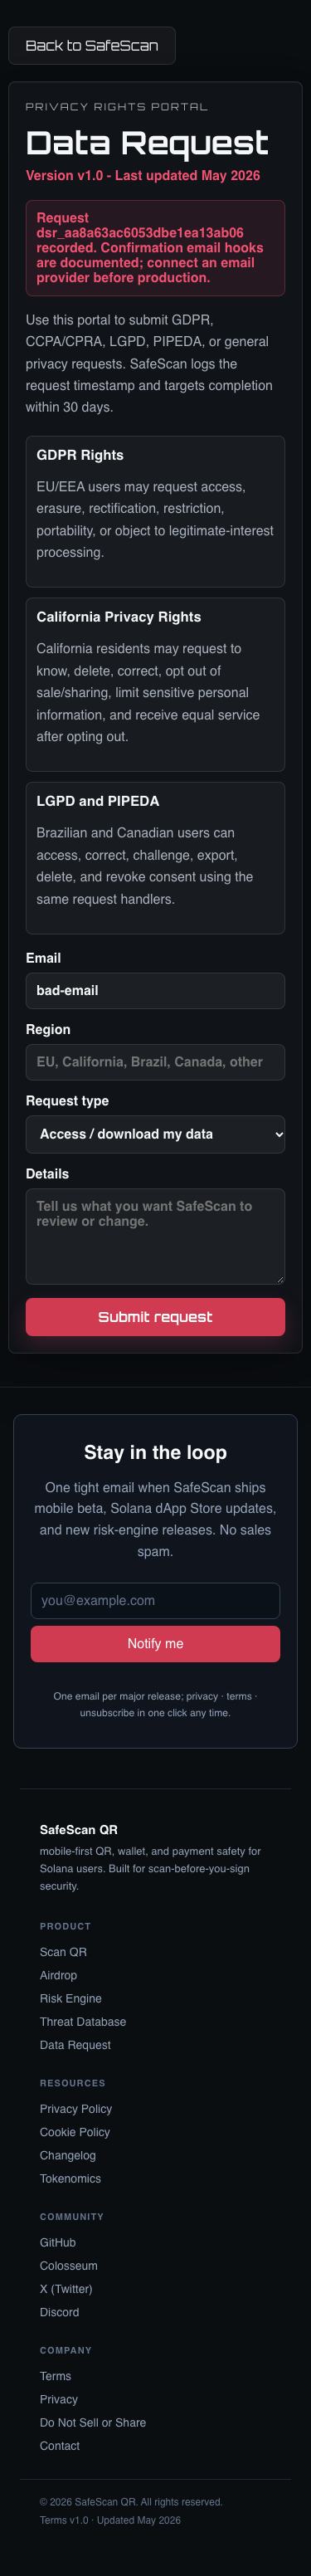 Back to SafeScan
PRIVACY RIGHTS PORTAL
Data Request
Version v1.0 - Last updated May 2026
Request
dsr_aa8a63ac6053dbe1ea13ab06
recorded. Confirmation email hooks
are documented; connect an email
provider before production.
Use this portal to submit GDPR,
CCPA/CPRA, LGPD, PIPEDA, or general
privacy requests. SafeScan logs the
request timestamp and targets completion
within 30 days.
GDPR Rights
EU/EEA users may request access,
erasure, rectification, restriction,
portability, or object to legitimate-interest
processing.
California Privacy Rights
California residents may request to
know, delete, correct, opt out of
sale/sharing, limit sensitive personal
information, and receive equal service
after opting out.
LGPD and PIPEDA
Brazilian and Canadian users can
access, correct, challenge, export,
delete, and revoke consent using the
same request handlers.
Email
bad-email
Region
EU, California, Brazil, Canada, other
Request type
Access / download my data
Details
Tell us what you want SafeScan to
review or change.
Submit request
Stay in the loop
One tight email when SafeScan ships
mobile beta, Solana dApp Store updates,
and new risk-engine releases. No sales
spam.
you@example.com
Notify me
One email per major release; privacy · terms ·
unsubscribe in one click any time.
SafeScan QR
mobile-first QR, wallet, and payment safety for
Solana users. Built for scan-before-you-sign
security.
PRODUCT
Scan QR
Airdrop
Risk Engine
Threat Database
Data Request
RESOURCES
Privacy Policy
Cookie Policy
Changelog
Tokenomics
COMMUNITY
GitHub
Colosseum
X (Twitter)
Discord
COMPANY
Terms
Privacy
Do Not Sell or Share
Contact
© 2026 SafeScan QR. All rights reserved.
Terms v1.0 · Updated May 2026